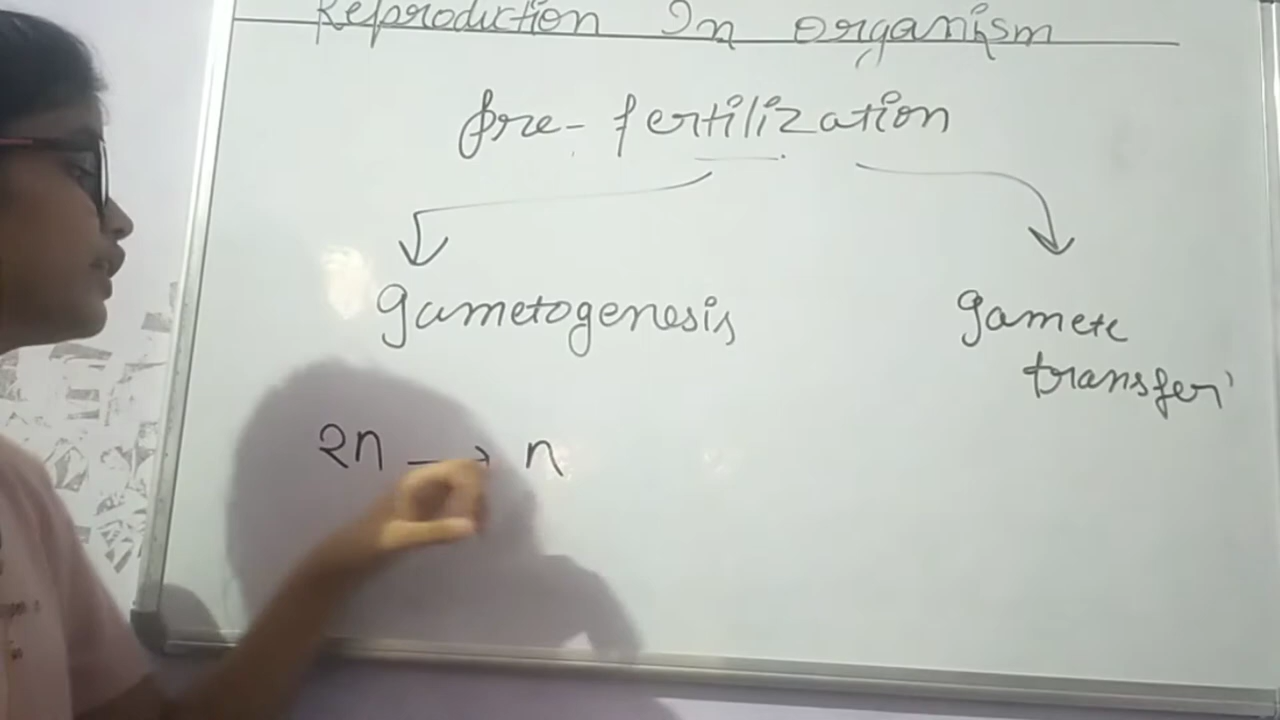 Reproduction In Organism
pre-fertilization
gametogenesis
gamete
transfer
2n → n